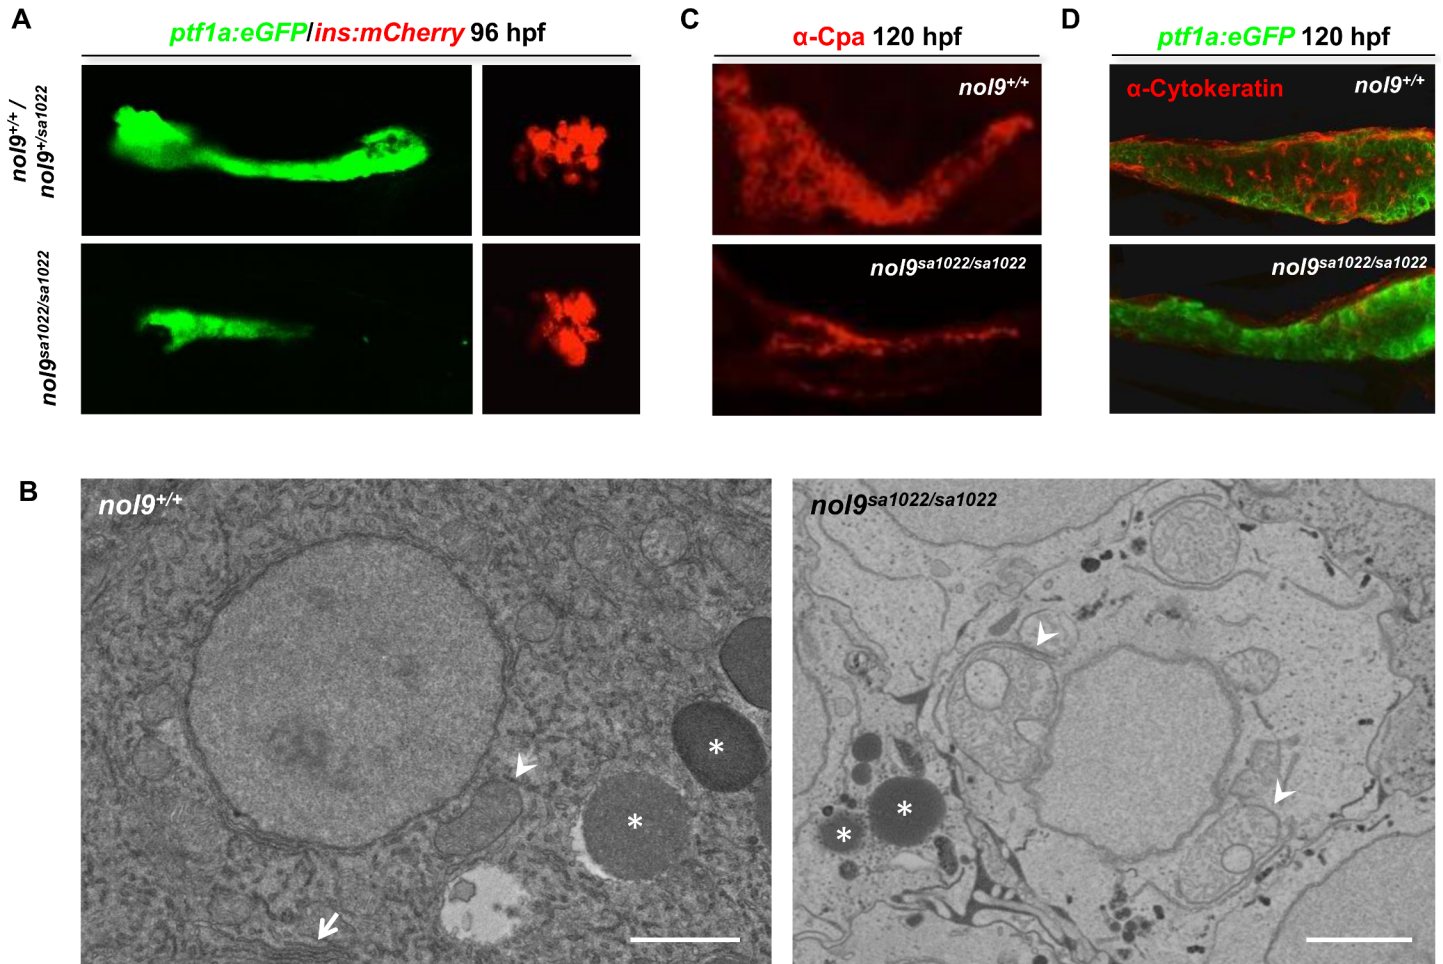 A
ptf1a:eGFP/ins:mCherry 96 hpf
nol9+/+ /
nol9+/sa1022
nol9sa1022/sa1022
C
α-Cpa 120 hpf
nol9+/+
nol9sa1022/sa1022
D
ptf1a:eGFP 120 hpf
α-Cytokeratin
nol9+/+
nol9sa1022/sa1022
B
nol9+/+
*
*
nol9sa1022/sa1022
*
*